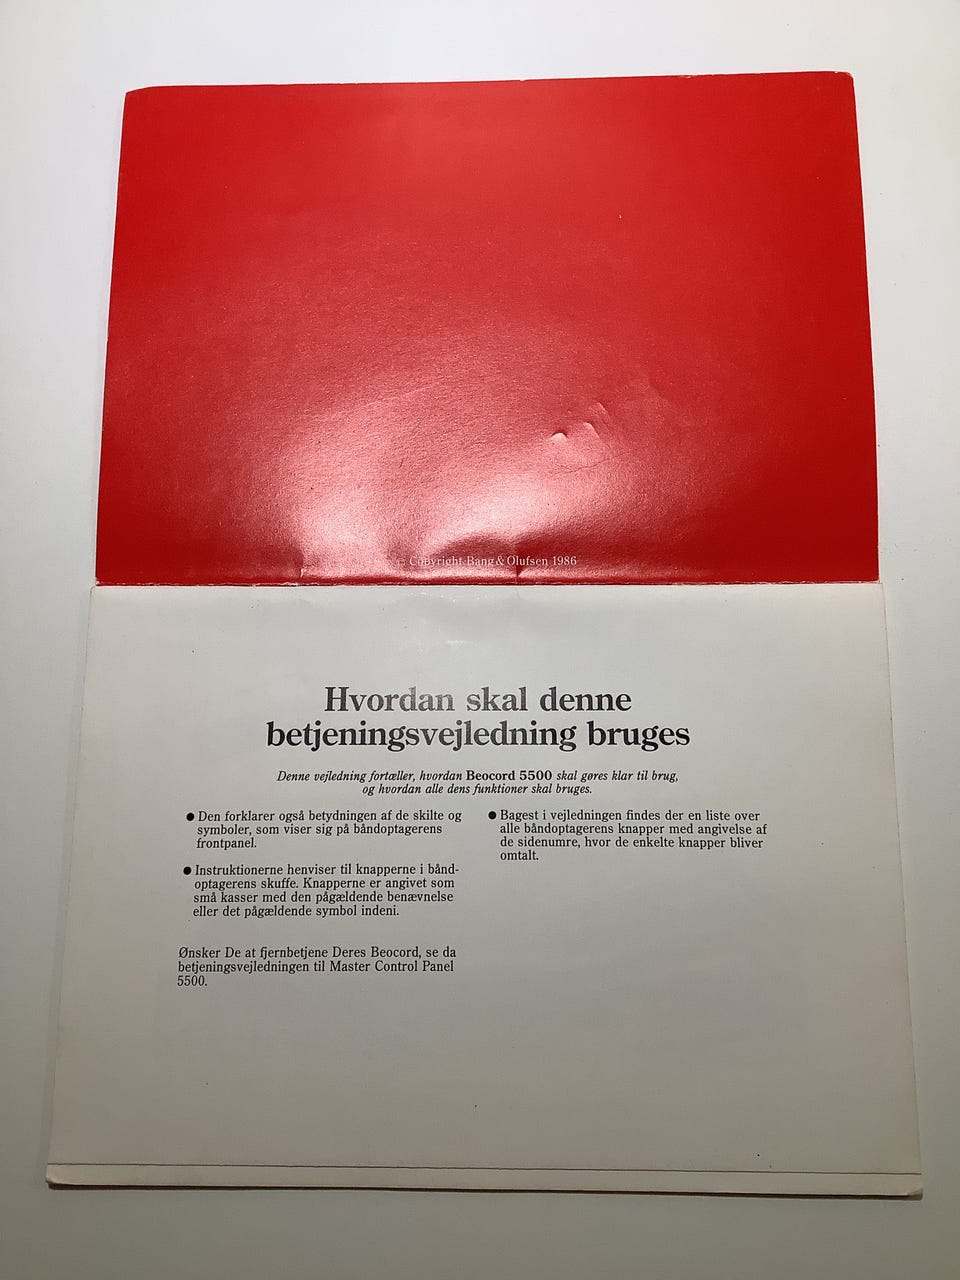 © Copyright Bang & Olufsen 1986
Hvordan skal denne
betjeningsvejledning bruges
Denne vejledning fortæller, hvordan Beocord 5500 skal gøres klar til brug,
og hvordan alle dens funktioner skal bruges.
● Den forklarer også betydningen af de skilte og
symboler, som viser sig på båndoptagerens
frontpanel.
● Instruktionerne henviser til knapperne i bånd-
optagerens skuffe. Knapperne er angivet som
små kasser med den pågældende benævnelse
eller det pågældende symbol indeni.
Ønsker De at fjernbetjene Deres Beocord, se da
betjeningsvejledningen til Master Control Panel
5500.
● Bagest i vejledningen findes der en liste over
alle båndoptagerens knapper med angivelse af
de sidenumre, hvor de enkelte knapper bliver
omtalt.